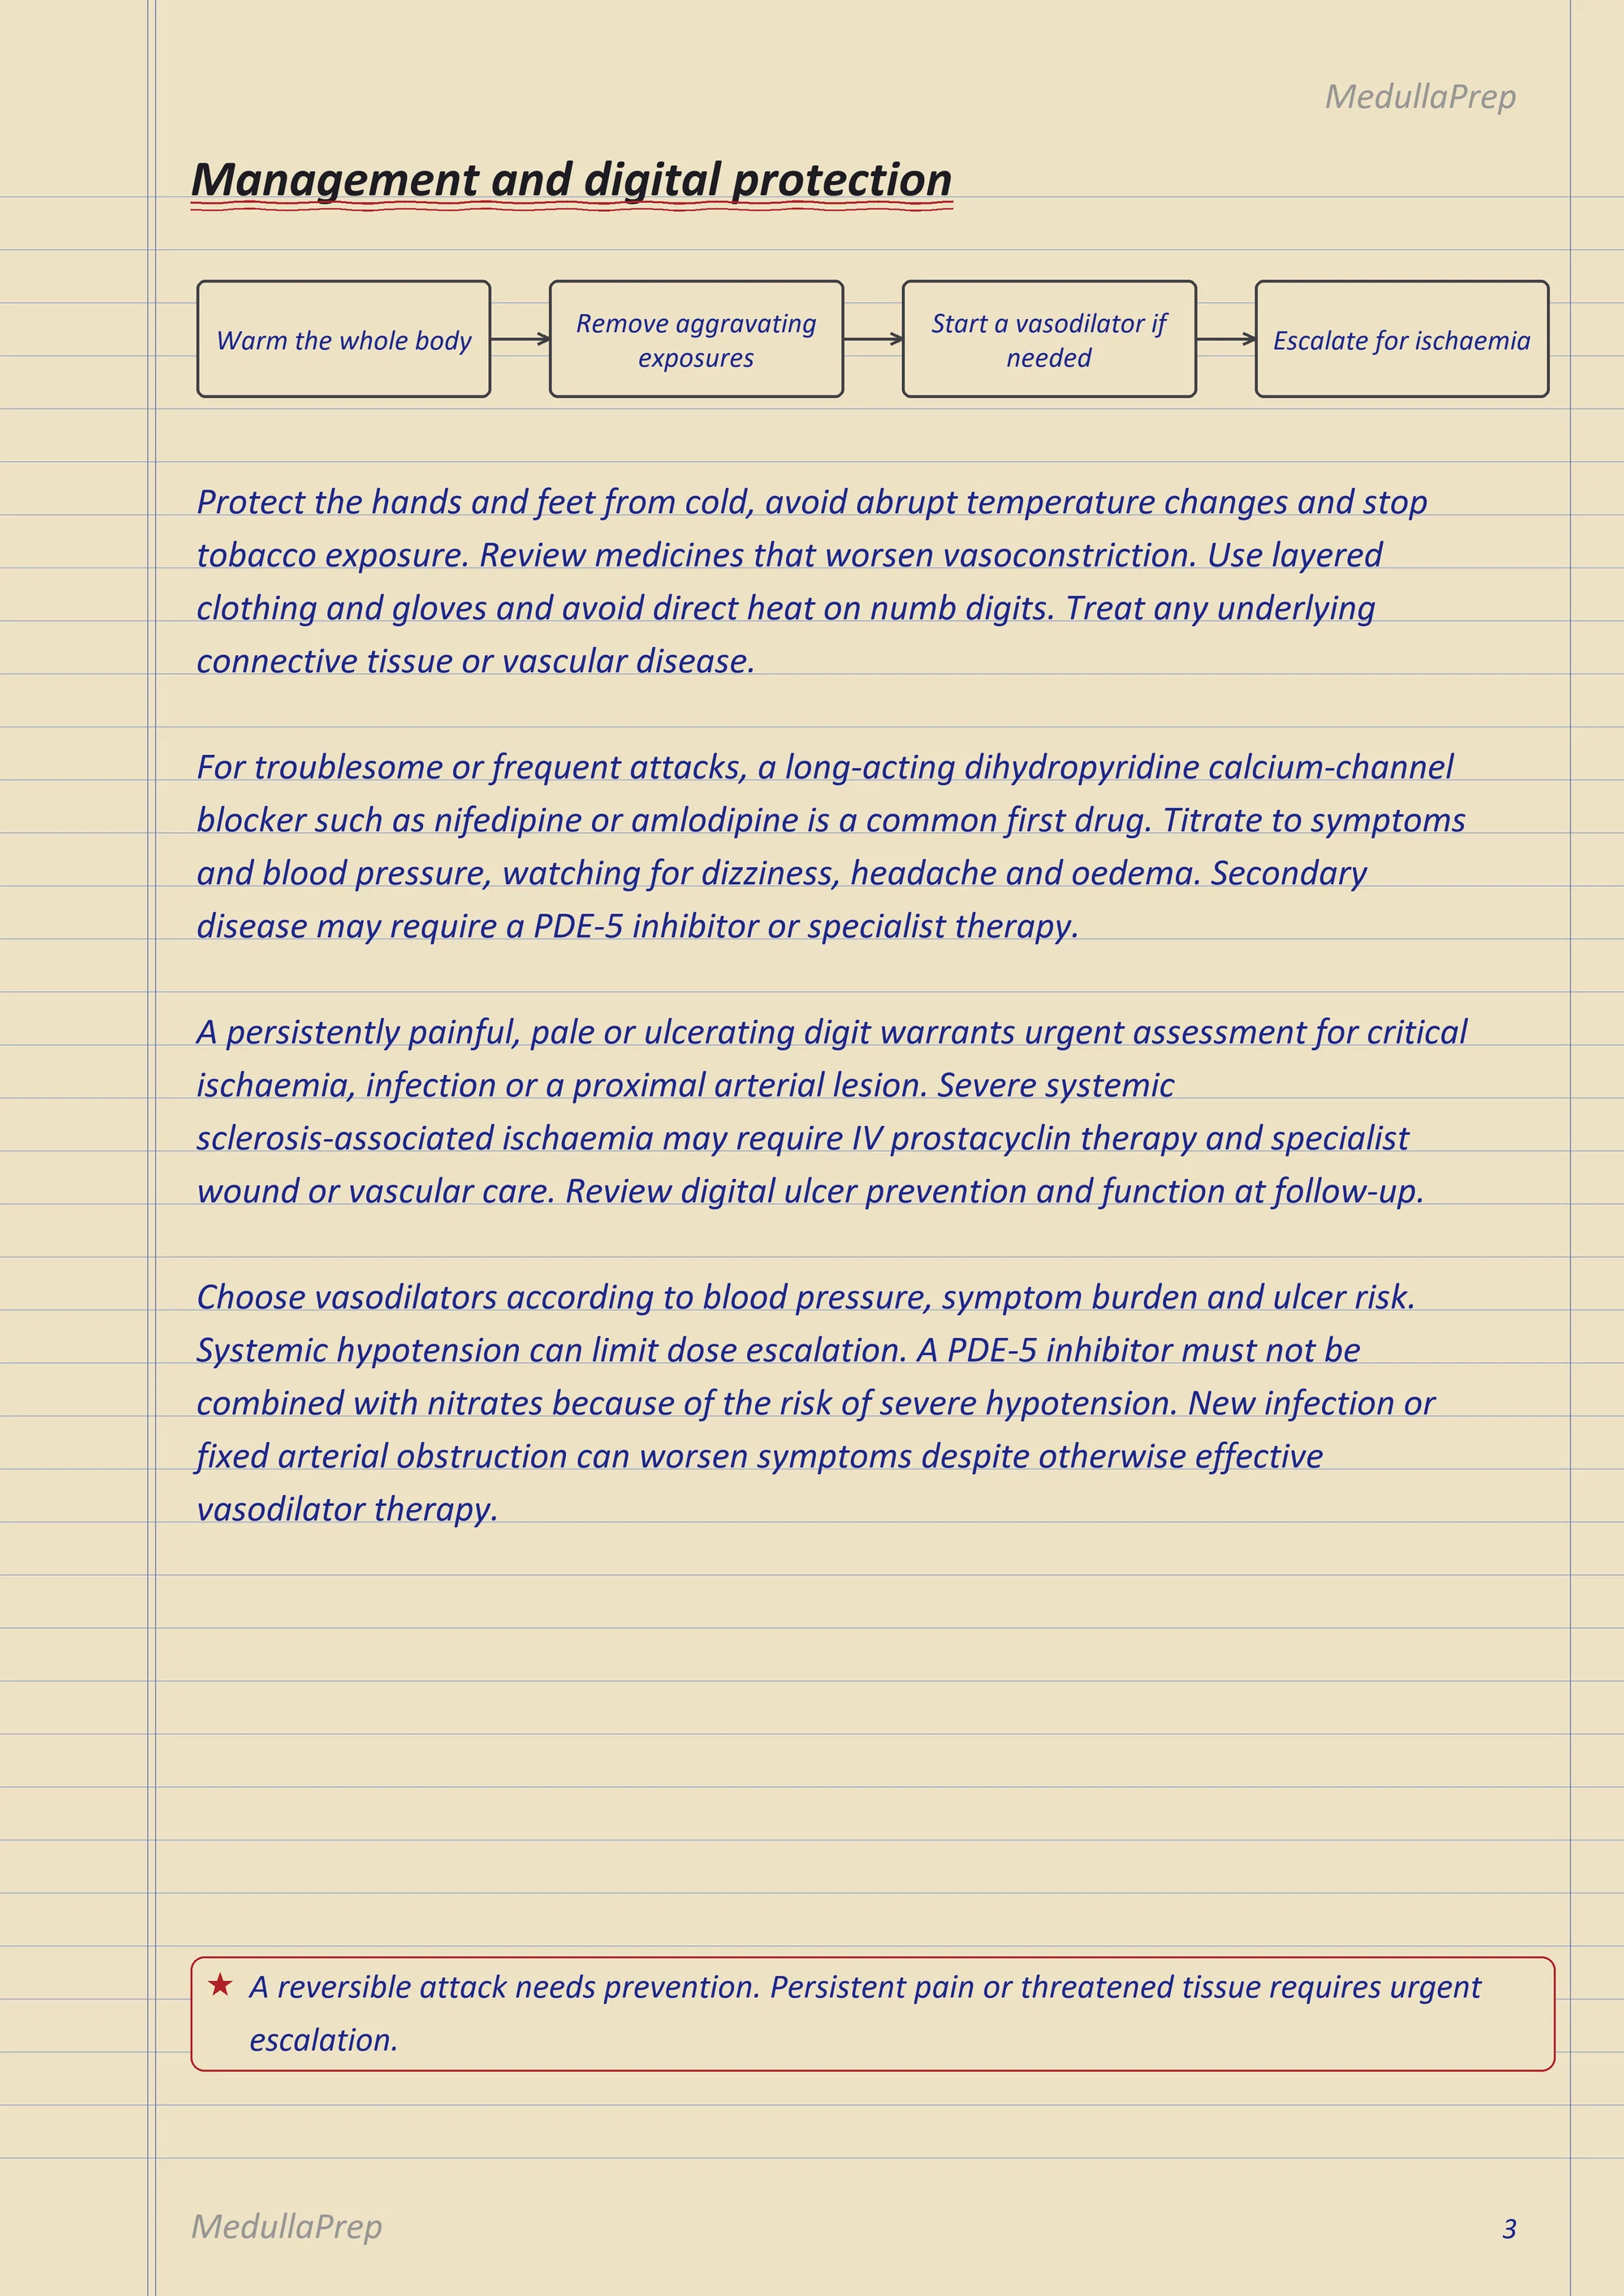 MedullaPrep
Management and digital protection
Warm the whole body
Remove aggravating
exposures
Start a vasodilator if
needed
Escalate for ischaemia
Protect the hands and feet from cold, avoid abrupt temperature changes and stop
tobacco exposure. Review medicines that worsen vasoconstriction. Use layered
clothing and gloves and avoid direct heat on numb digits. Treat any underlying
connective tissue or vascular disease.
For troublesome or frequent attacks, a long-acting dihydropyridine calcium-channel
blocker such as nifedipine or amlodipine is a common first drug. Titrate to symptoms
and blood pressure, watching for dizziness, headache and oedema. Secondary
disease may require a PDE-5 inhibitor or specialist therapy.
A persistently painful, pale or ulcerating digit warrants urgent assessment for critical
ischaemia, infection or a proximal arterial lesion. Severe systemic
sclerosis-associated ischaemia may require IV prostacyclin therapy and specialist
wound or vascular care. Review digital ulcer prevention and function at follow-up.
Choose vasodilators according to blood pressure, symptom burden and ulcer risk.
Systemic hypotension can limit dose escalation. A PDE-5 inhibitor must not be
combined with nitrates because of the risk of severe hypotension. New infection or
fixed arterial obstruction can worsen symptoms despite otherwise effective
vasodilator therapy.
★ A reversible attack needs prevention. Persistent pain or threatened tissue requires urgent
escalation.
MedullaPrep
3